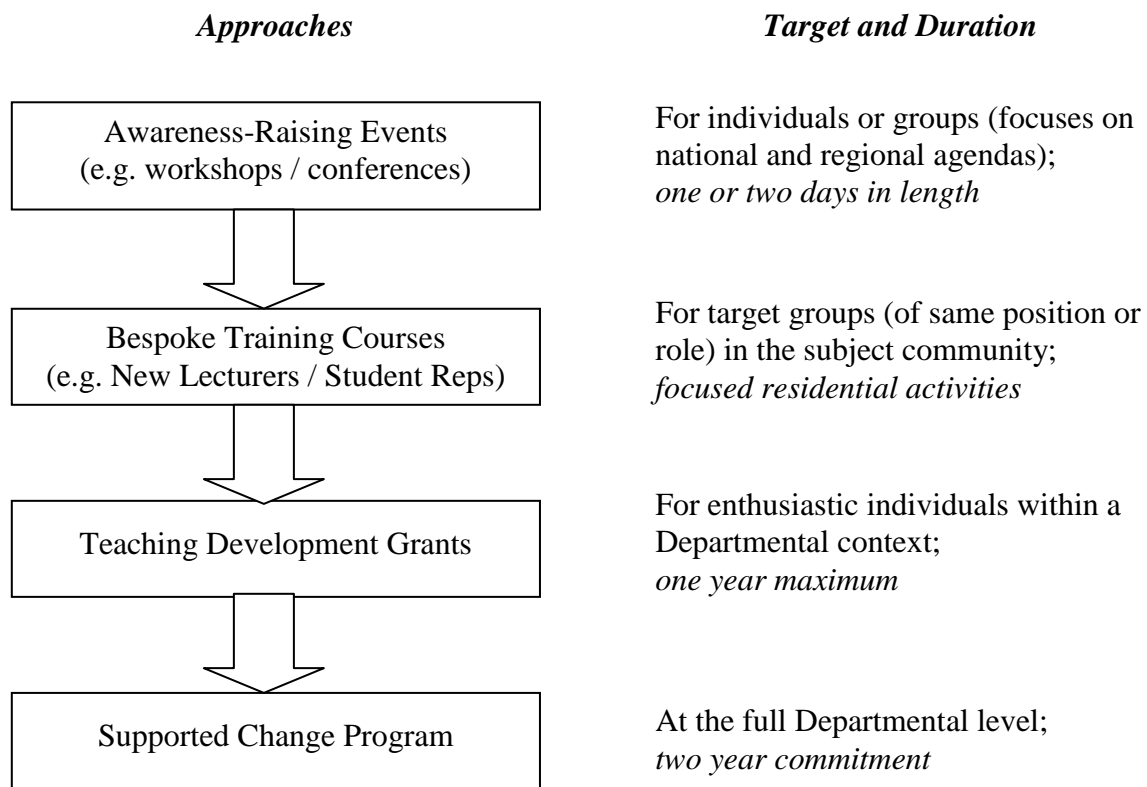 Approaches
Target and Duration
Awareness-Raising Events
(e.g. workshops / conferences)
For individuals or groups (focuses on
national and regional agendas);
one or two days in length
Bespoke Training Courses
(e.g. New Lecturers / Student Reps)
For target groups (of same position or
role) in the subject community;
focused residential activities
Teaching Development Grants
For enthusiastic individuals within a
Departmental context;
one year maximum
Supported Change Program
At the full Departmental level;
two year commitment